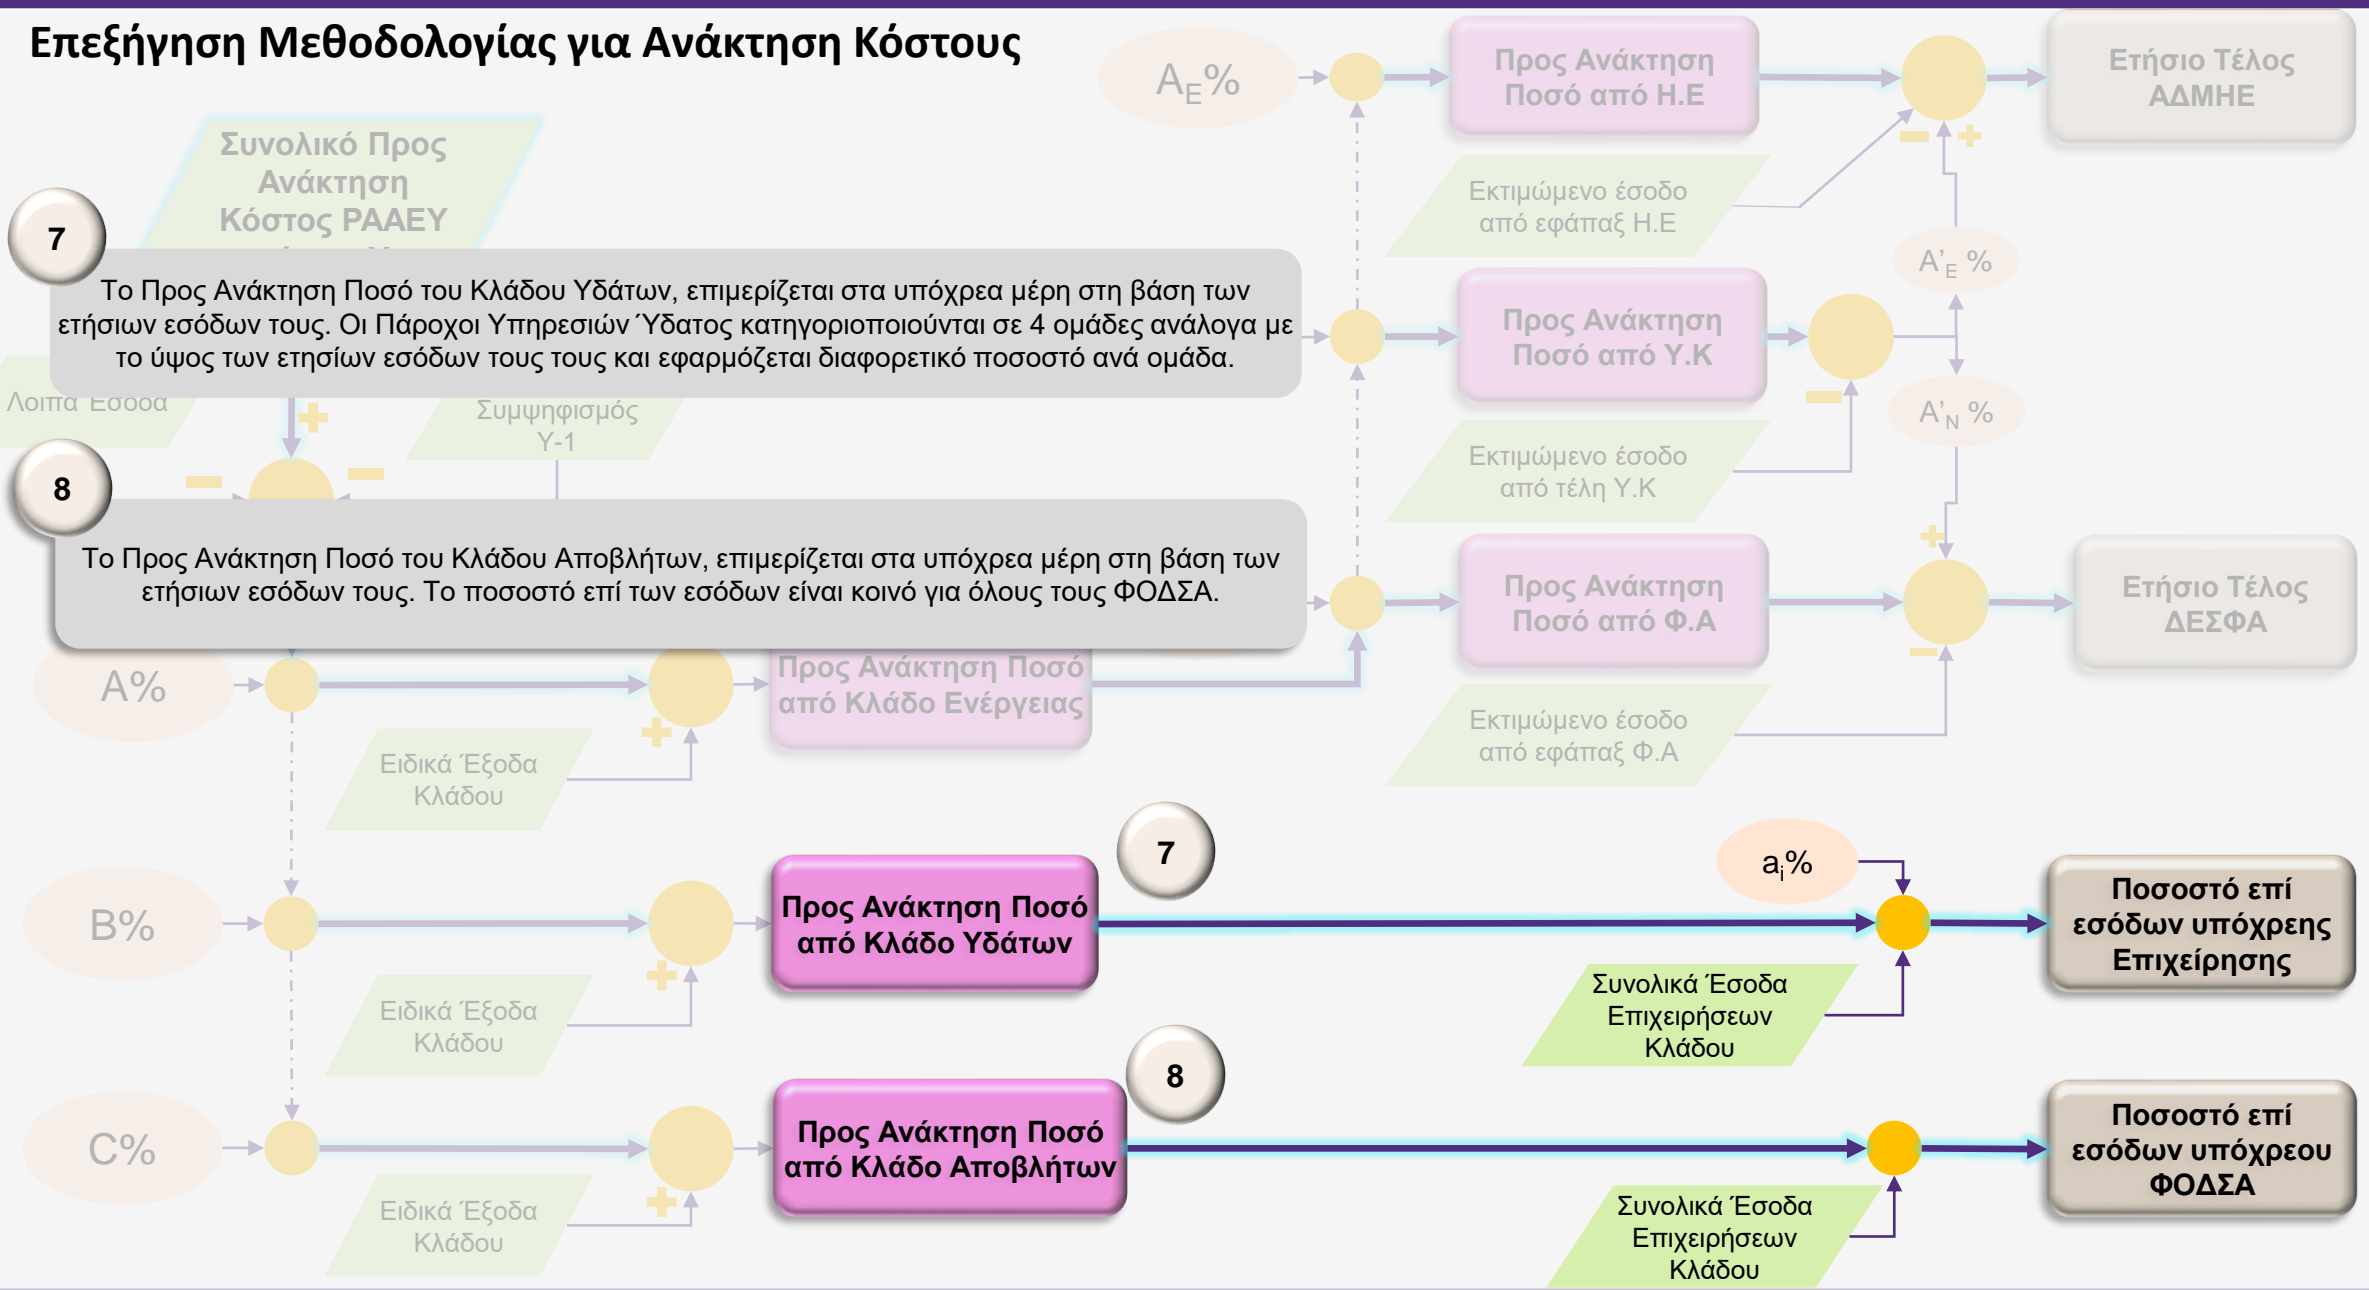 Επεξήγηση Μεθοδολογίας για Ανάκτηση Κόστους
Συνολικό Προς
Ανάκτηση
Κόστος ΡΑΑΕΥ
7
Το Προς Ανάκτηση Ποσό του Κλάδου Υδάτων, επιμερίζεται στα υπόχρεα μέρη στη βάση των
ετήσιων εσόδων τους. Οι Πάροχοι Υπηρεσιών Ύδατος κατηγοριοποιούνται σε 4 ομάδες ανάλογα με
το ύψος των ετησίων εσόδων τους τους και εφαρμόζεται διαφορετικό ποσοστό ανά ομάδα.
Λοιπά Έσοδα
Συμψηφισμός
Υ-1
8
Το Προς Ανάκτηση Ποσό του Κλάδου Αποβλήτων, επιμερίζεται στα υπόχρεα μέρη στη βάση των
ετήσιων εσόδων τους. Το ποσοστό επί των εσόδων είναι κοινό για όλους τους ΦΟΔΣΑ.
A_E%
Προς Ανάκτηση
Ποσό από Η.Ε
Ετήσιο Τέλος
ΑΔΜΗΕ
Εκτιμώμενο έσοδο
από εφάπαξ Η.Ε
A'_E %
Προς Ανάκτηση
Ποσό από Υ.Κ
A'_N %
Εκτιμώμενο έσοδο
από τέλη Υ.Κ
Προς Ανάκτηση
Ποσό από Φ.Α
Ετήσιο Τέλος
ΔΕΣΦΑ
Εκτιμώμενο έσοδο
από εφάπαξ Φ.Α
A%
Προς Ανάκτηση Ποσό
από Κλάδο Ενέργειας
Ειδικά Έξοδα
Κλάδου
B%
Προς Ανάκτηση Ποσό
από Κλάδο Υδάτων
7
a_i%
Ποσοστό επί
εσόδων υπόχρεης
Επιχείρησης
Ειδικά Έξοδα
Κλάδου
Συνολικά Έσοδα
Επιχειρήσεων
Κλάδου
C%
Προς Ανάκτηση Ποσό
από Κλάδο Αποβλήτων
8
Ποσοστό επί
εσόδων υπόχρεου
ΦΟΔΣΑ
Ειδικά Έξοδα
Κλάδου
Συνολικά Έσοδα
Επιχειρήσεων
Κλάδου